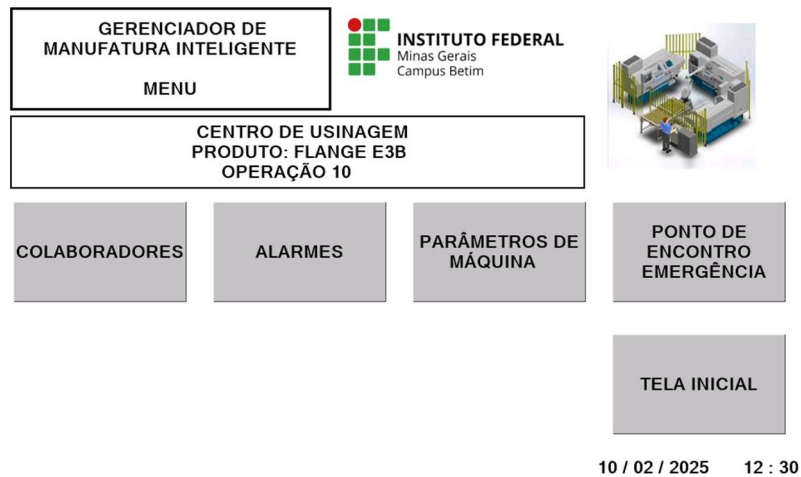 GERENCIADOR DE
MANUFATURA INTELIGENTE
MENU
INSTITUTO FEDERAL
Minas Gerais
Campus Betim
CENTRO DE USINAGEM
PRODUTO: FLANGE E3B
OPERAÇÃO 10
COLABORADORES
ALARMES
PARÂMETROS DE
MÁQUINA
PONTO DE
ENCONTRO
EMERGÊNCIA
TELA INICIAL
10 / 02 / 2025 12 : 30